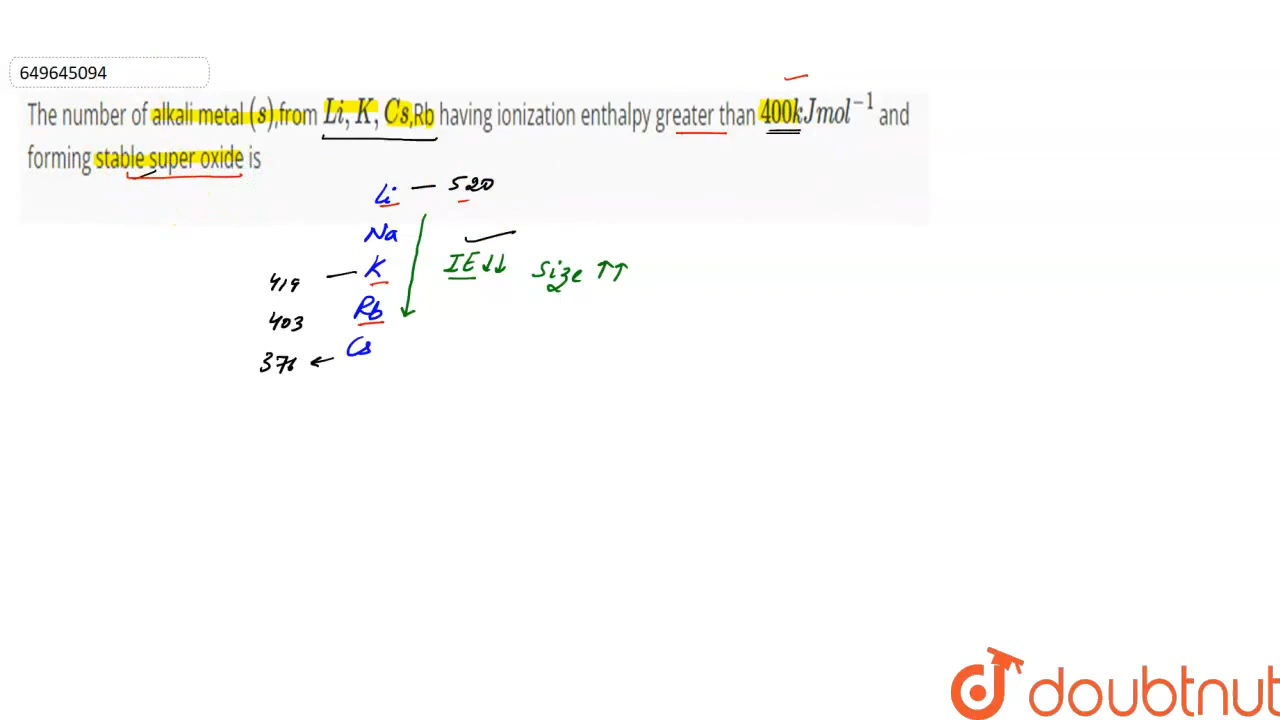 649645094
The number of alkali metal (s),from Li, K, Cs,Rb having ionization enthalpy greater than 400kJmol⁻¹ and
forming stable super oxide is
Li — 520
Na
419 — K
IE↓↓ Size ↑↑
403 Rb
376 ← Cs
doubtnut